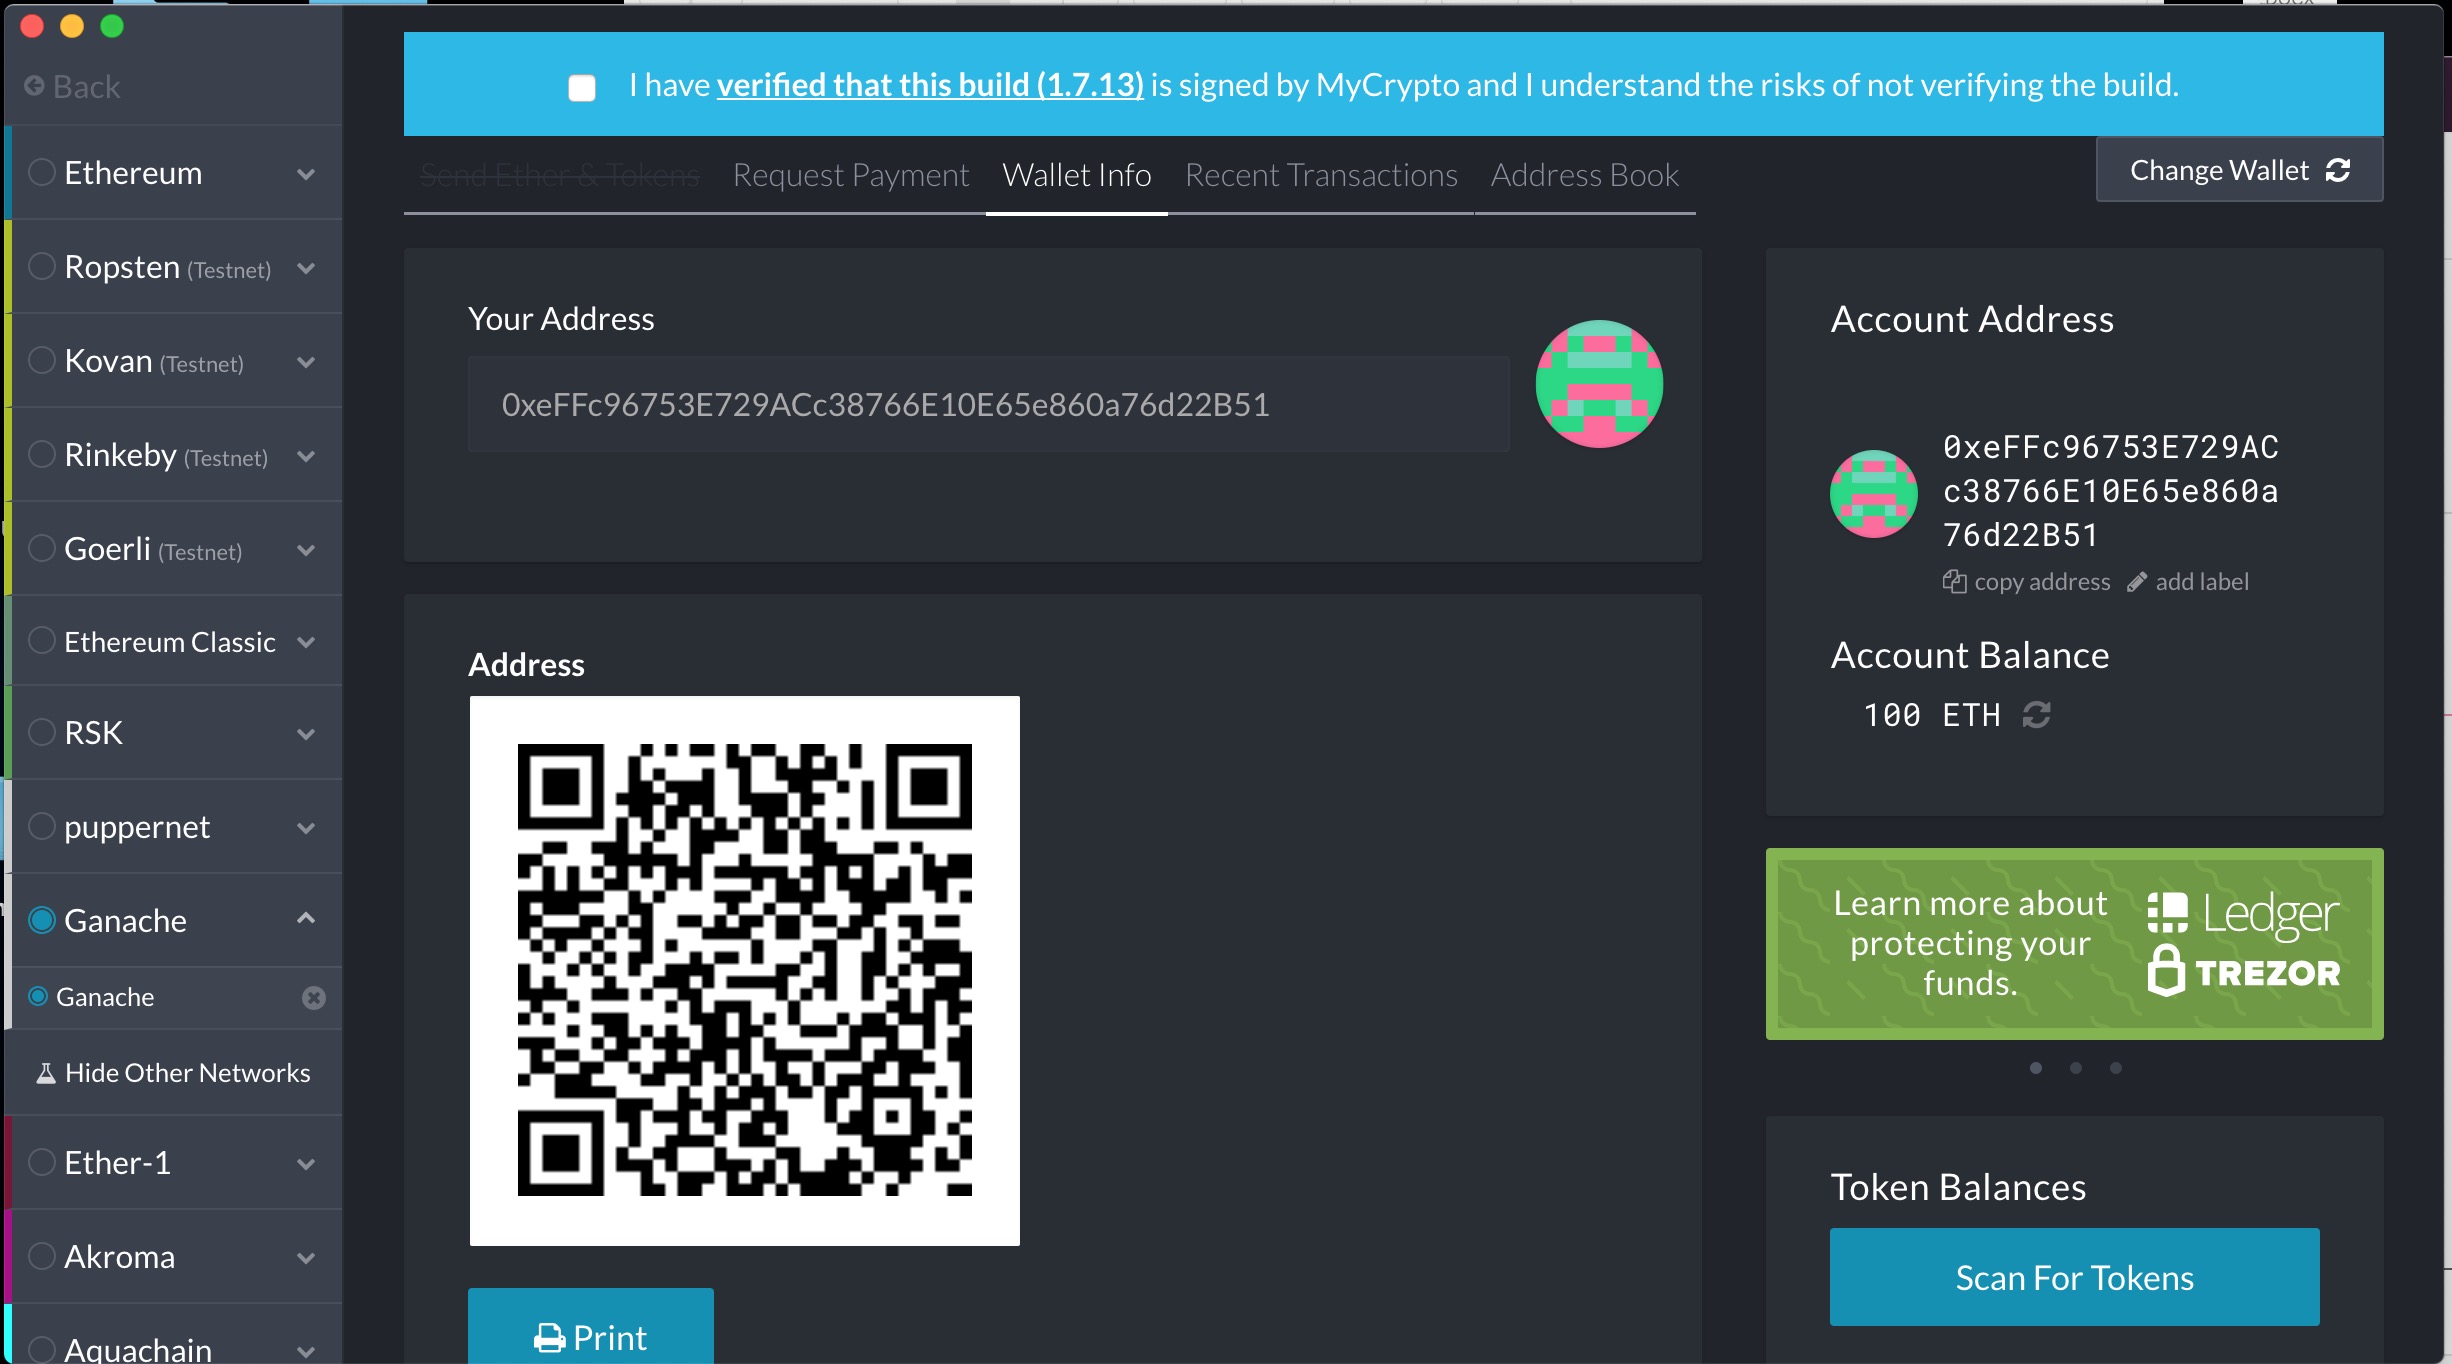 Back
Ethereum
Ropsten (Testnet)
Kovan (Testnet)
Rinkeby (Testnet)
Goerli (Testnet)
Ethereum Classic
RSK
puppernet
Ganache
Ganache
Hide Other Networks
Ether-1
Akroma
Aquachain
I have verified that this build (1.7.13) is signed by MyCrypto and I understand the risks of not verifying the build.
Send Ether & Tokens Request Payment Wallet Info Recent Transactions Address Book
Change Wallet
Your Address
0xeFFc96753E729ACc38766E10E65e860a76d22B51
Address
Print
Account Address
0xeFFc96753E729AC
c38766E10E65e860a
76d22B51
copy address add label
Account Balance
100 ETH
Learn more about
protecting your
funds.
Ledger
TREZOR
Token Balances
Scan For Tokens